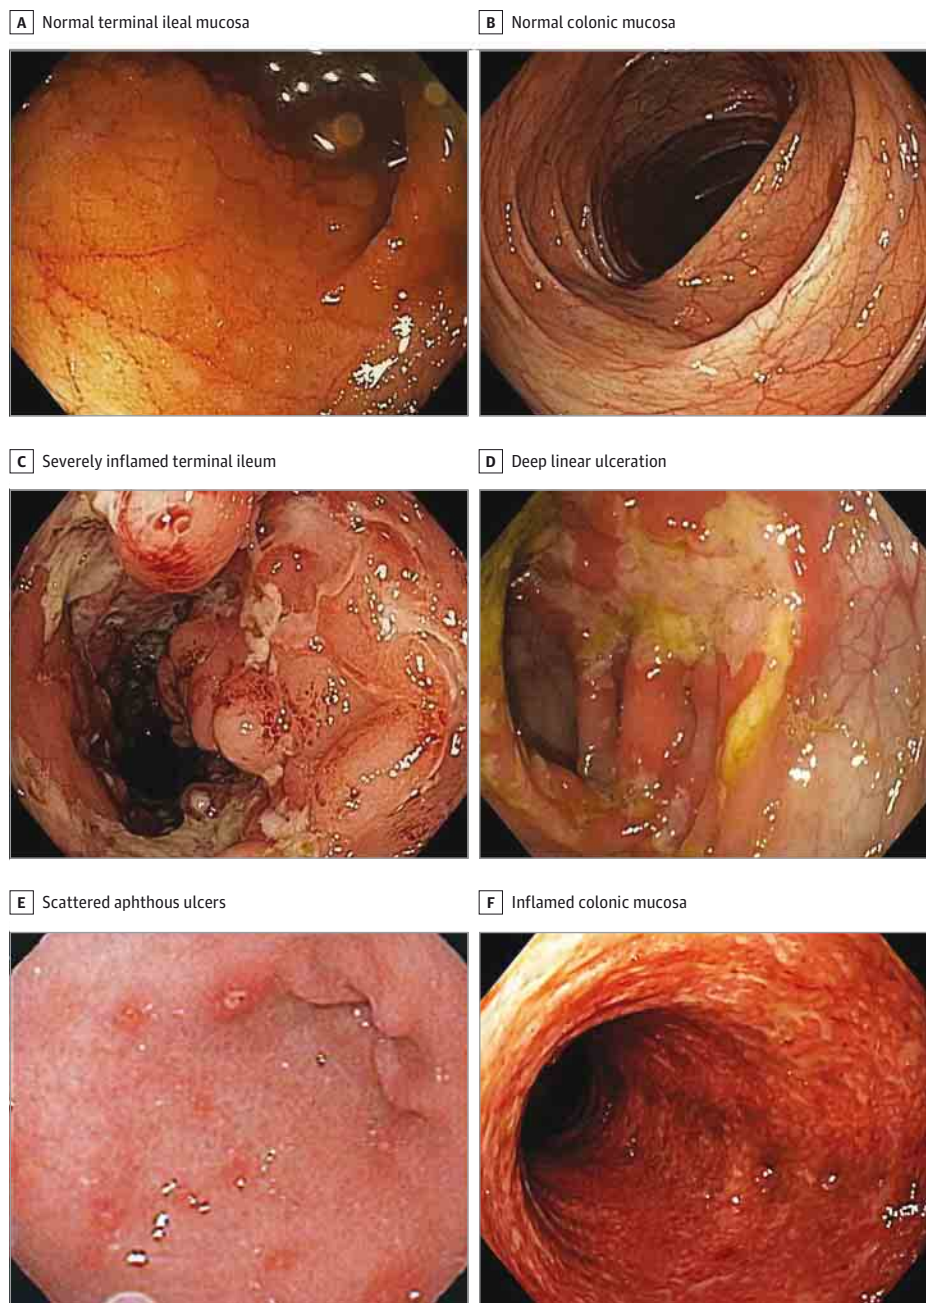 A Normal terminal ileal mucosa
B Normal colonic mucosa
C Severely inflamed terminal ileum
D Deep linear ulceration
E Scattered aphthous ulcers
F Inflamed colonic mucosa